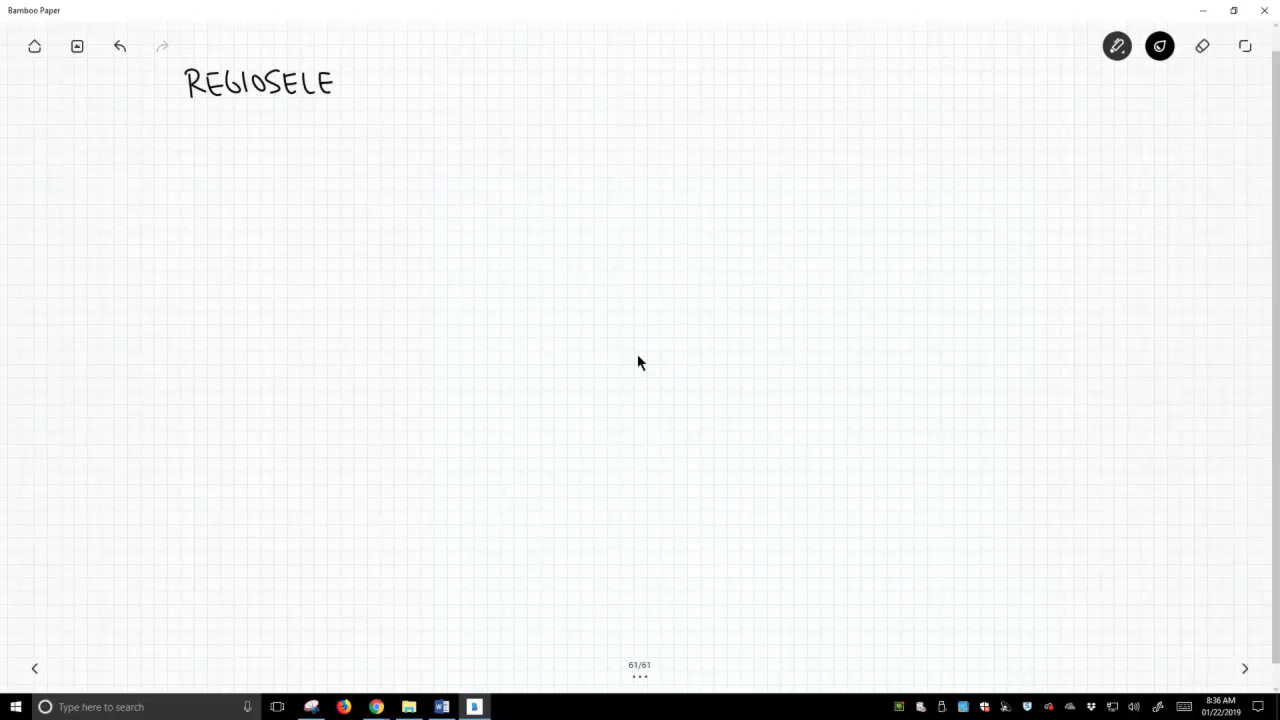 Bamboo Paper
REGIOSELE
61/61
Type here to search
8:36 AM
01/22/2019